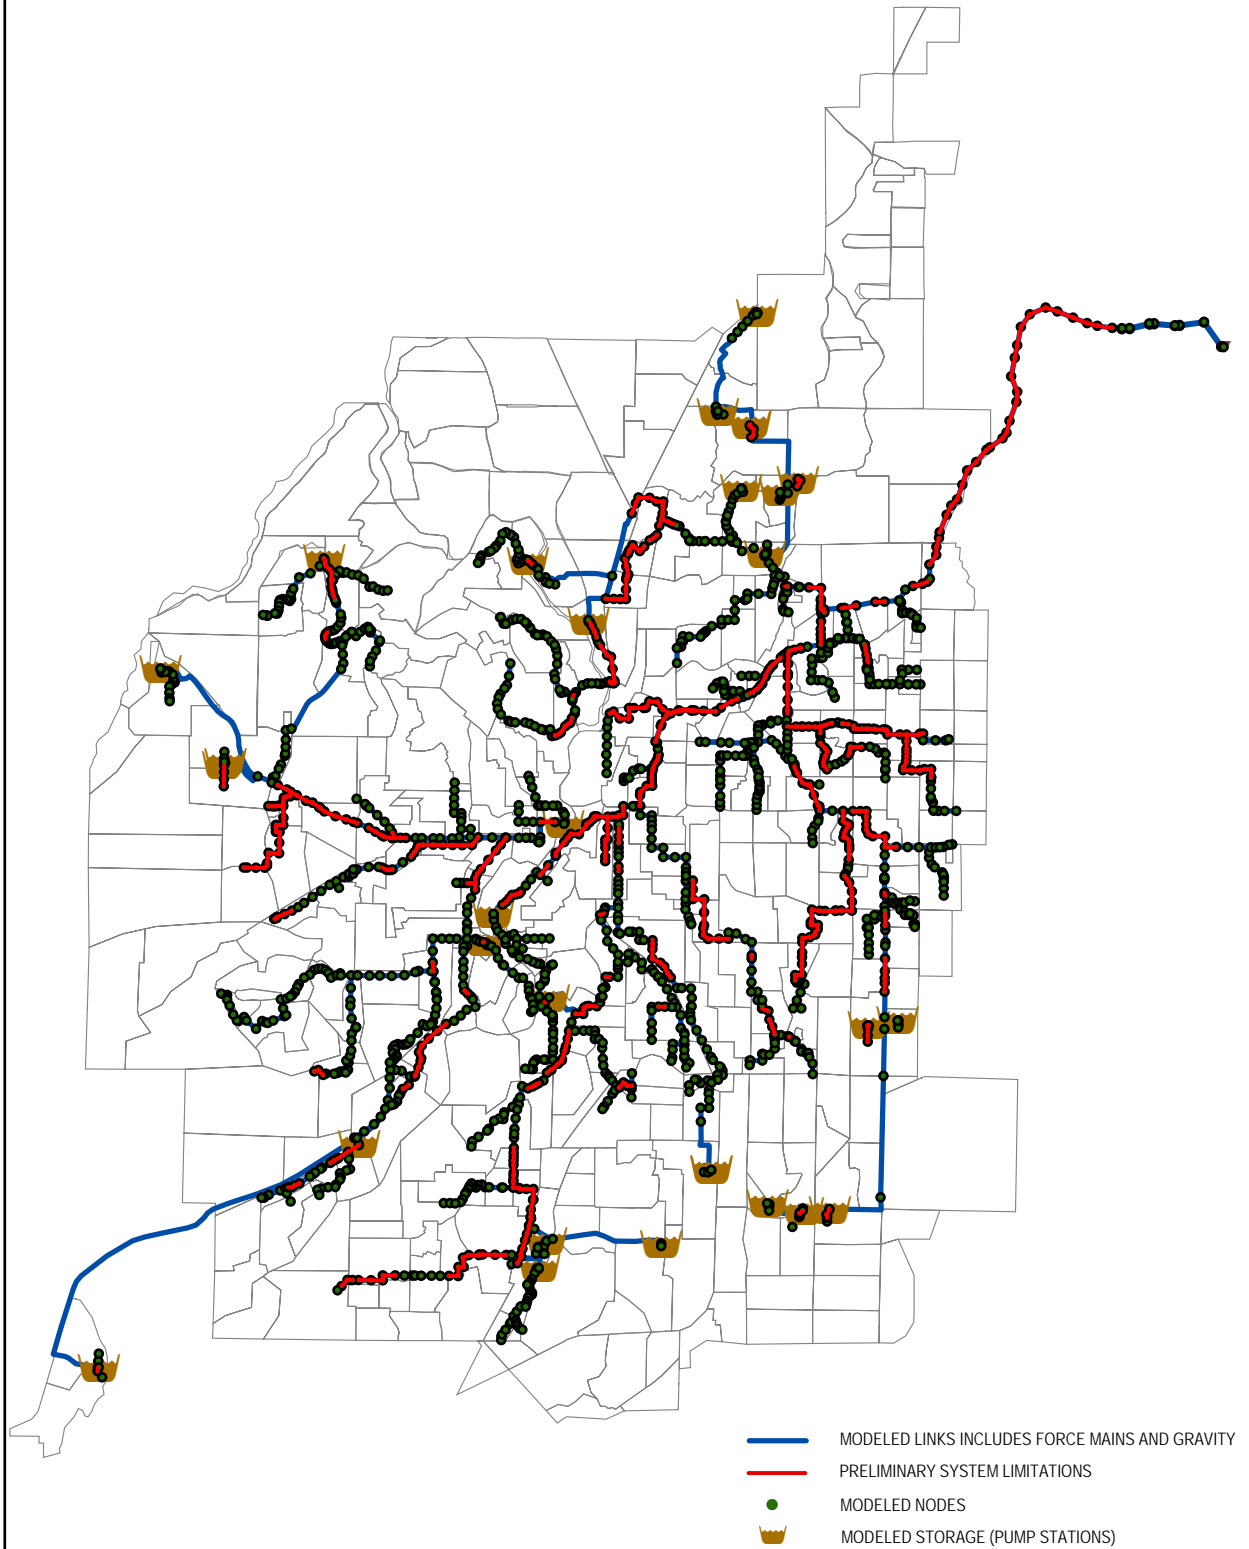 MODELED LINKS INCLUDES FORCE MAINS AND GRAVITY
PRELIMINARY SYSTEM LIMITATIONS
MODELED NODES
MODELED STORAGE (PUMP STATIONS)